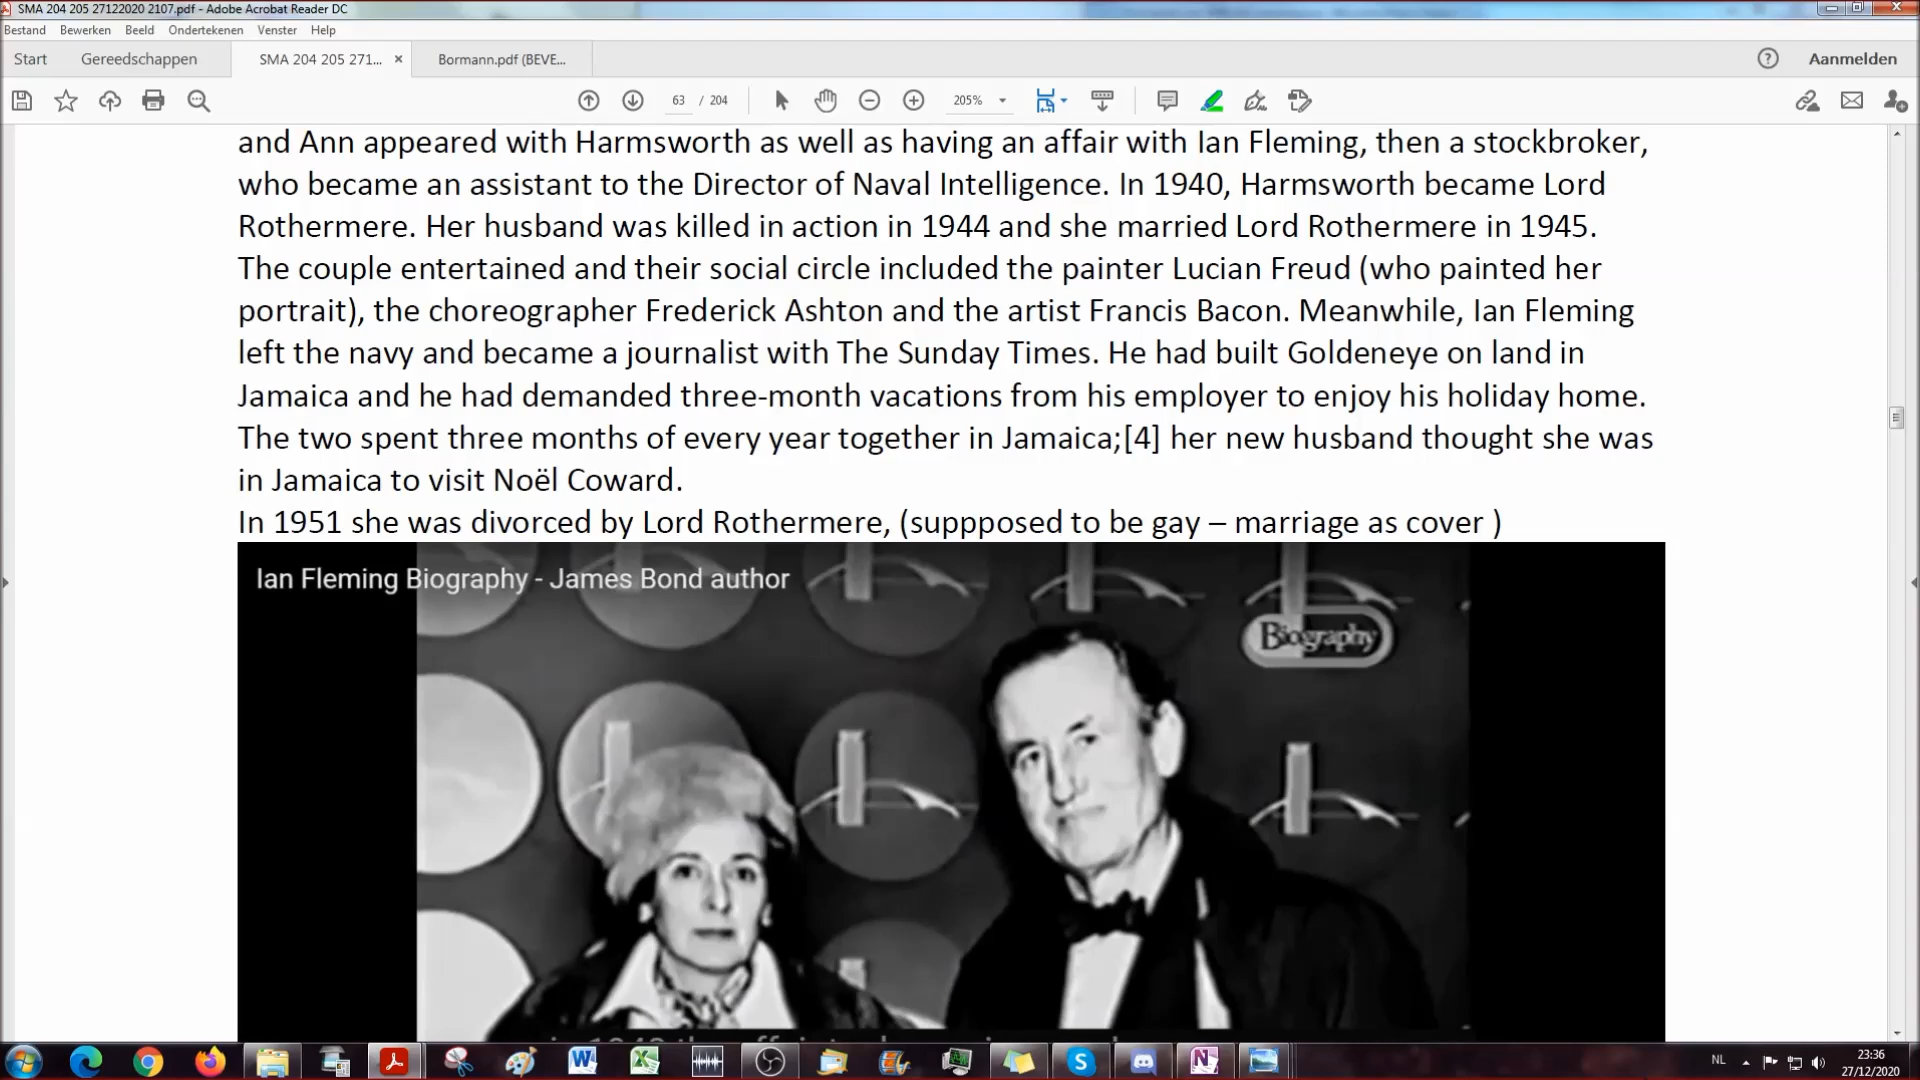 SMA 204 205 27122020 2107.pdf - Adobe Acrobat Reader DC
Bestand Bewerken Beeld Ondertekenen Venster Help
Start Gereedschappen SMA 204 205 271... × Bormann.pdf (BEVE... Aanmelden
63 / 204 205%
and Ann appeared with Harmsworth as well as having an affair with Ian Fleming, then a stockbroker,
who became an assistant to the Director of Naval Intelligence. In 1940, Harmsworth became Lord
Rothermere. Her husband was killed in action in 1944 and she married Lord Rothermere in 1945.
The couple entertained and their social circle included the painter Lucian Freud (who painted her
portrait), the choreographer Frederick Ashton and the artist Francis Bacon. Meanwhile, Ian Fleming
left the navy and became a journalist with The Sunday Times. He had built Goldeneye on land in
Jamaica and he had demanded three-month vacations from his employer to enjoy his holiday home.
The two spent three months of every year together in Jamaica;[4] her new husband thought she was
in Jamaica to visit Noël Coward.
In 1951 she was divorced by Lord Rothermere, (suppposed to be gay – marriage as cover )
Ian Fleming Biography - James Bond author
Biography
NL 23:36
27/12/2020